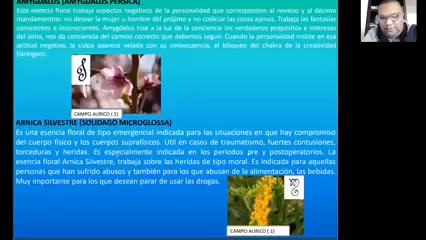 AMYGDALUS (AMYGDALUS PERSICA)
Este esencia floral trabaja aspectos negativos de la personalidad que corresponden al noveno y al décimo
mandamientos: no desear la mujer u hombre del prójimo y no codiciar las cosas ajenas. Trabaja las fantasías
conscientes e inconscientes. Amygdalus trae a la luz de la conciencia los verdaderos propósitos e intereses
del alma, nos da conciencia del camino correcto que debemos seguir. Cuando la personalidad insiste en esa
actitud negativa, la culpa aparece velada con su consecuencia, el bloqueo del chakra de la creatividad
(laríngeo).
CAMPO AURICO ( 5)
ARNICA SILVESTRE (SOLIDAGO MICROGLOSSA)
Es una esencia floral de tipo emergencial indicada para las situaciones en que hay compromiso
del cuerpo físico y los cuerpos suprafísicos. Util en casos de traumatismo, fuertes contusiones,
torceduras y heridas. Es especialmente indicada en los períodos pre y postoperatorios. La
esencia floral Arnica Silvestre, trabaja sobre las heridas de tipo moral. Es indicada para aquellas
personas que han sufrido abusos y también para los que abusan de la alimentación, las bebidas.
Muy importante para los que desean parar de usar las drogas.
CAMPO AURICO ( 1)